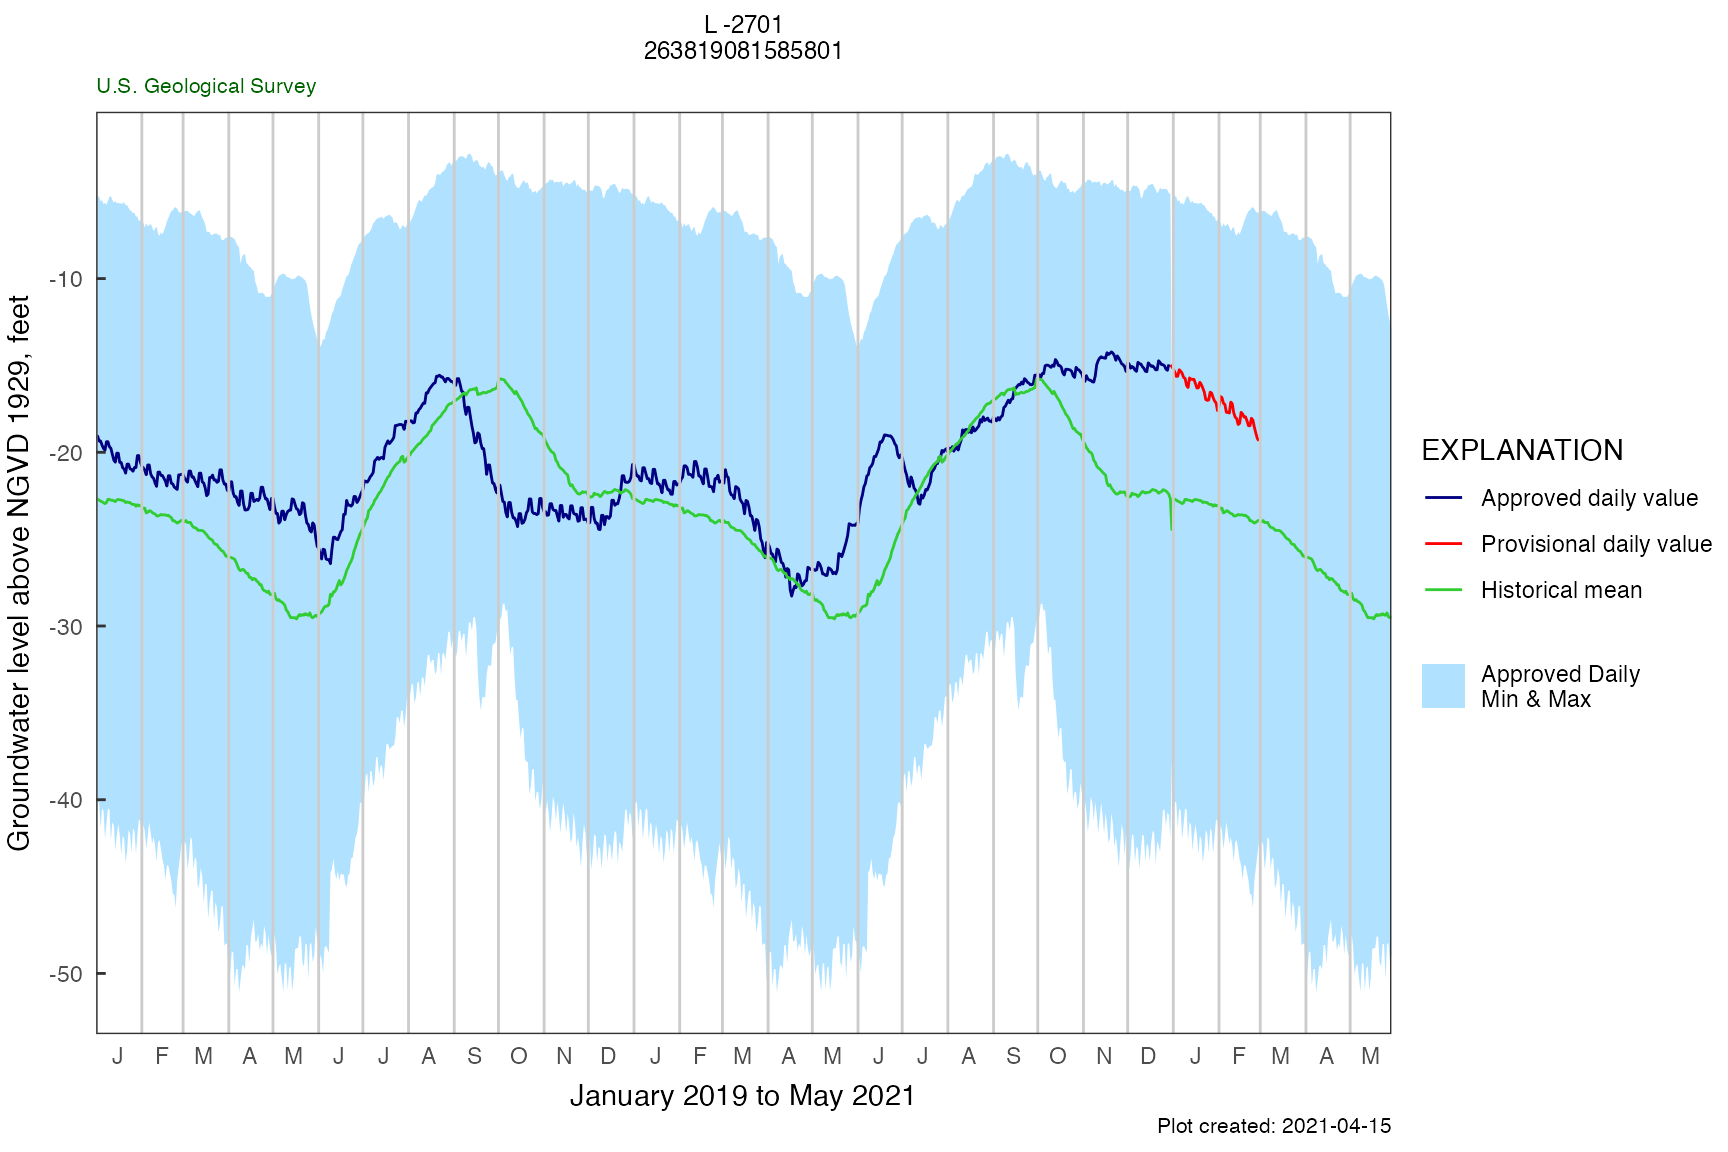 L -2701
263819081585801
U.S. Geological Survey
Groundwater level above NGVD 1929, feet
-10
-20
-30
-40
-50
J F M A M J J A S O N D J F M A M J J A S O N D J F M A M
January 2019 to May 2021
EXPLANATION
Approved daily value
Provisional daily value
Historical mean
Approved Daily
Min & Max
Plot created: 2021-04-15